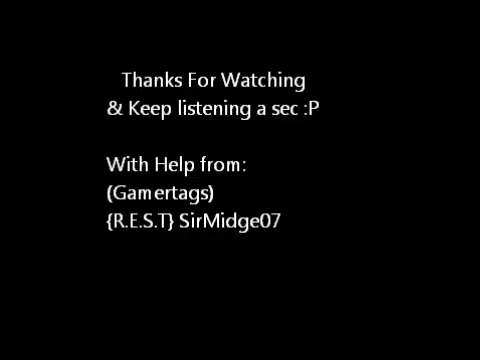 Thanks For Watching
& Keep listening a sec :P
With Help from:
(Gamertags)
{R.E.S.T} SirMidge07